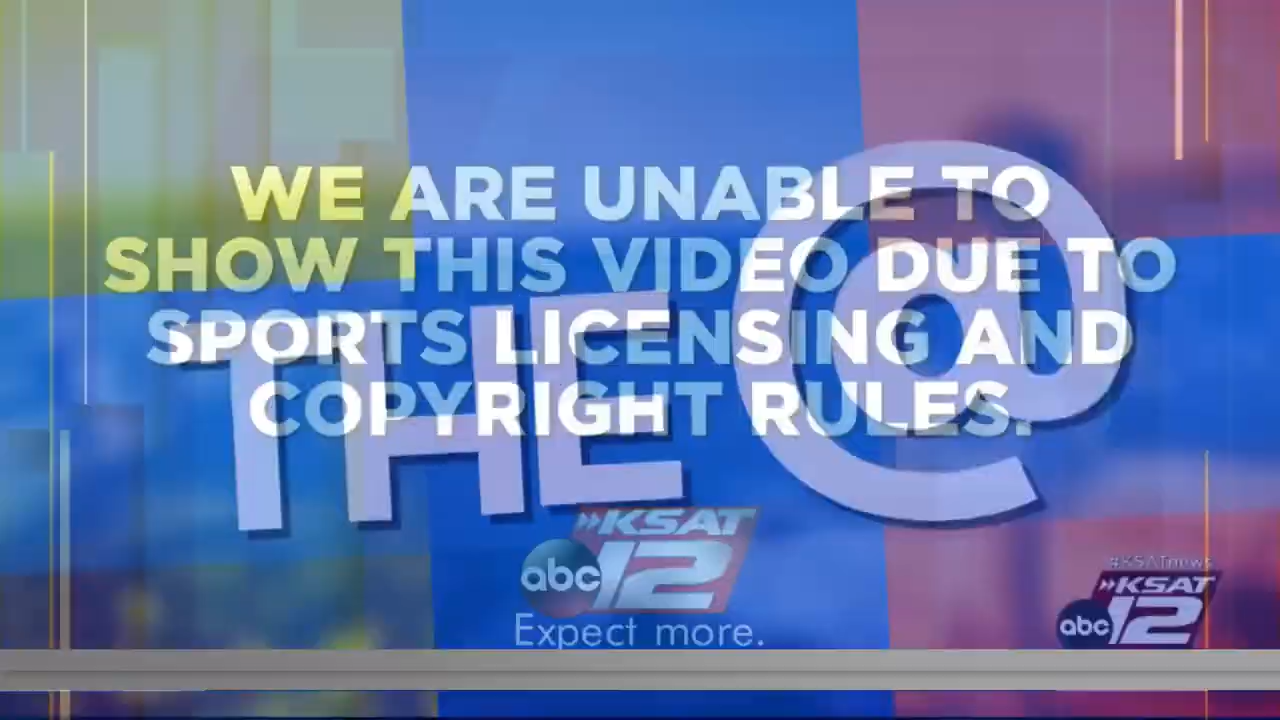 WE ARE UNABLE TO
SHOW THIS VIDEO DUE TO
SPORTS LICENSING AND
COPYRIGHT RULES.
THE @
KSAT
abc 12
Expect more.
#KSATnews
KSAT
abc 12